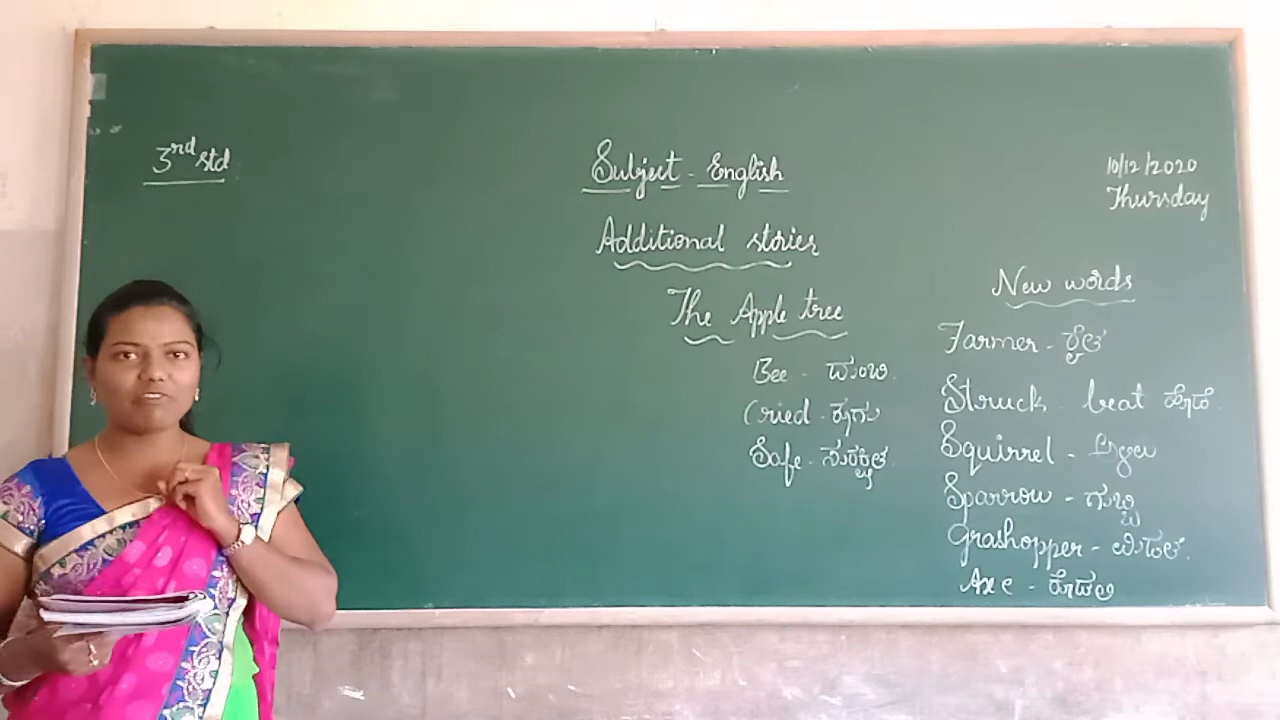 3rd std
Subject - English
10/12/2020
Thursday
Additional stories
The Apple tree
Bee - ದುಂಬಿ.
Cried - ಕೂಗು
Safe - ಸುರಕ್ಷಿತ
New words
Farmer - ರೈತ
Struck beat ಹೊಡೆ.
Squirrel - ಅಳಿಲು
Sparrow - ಗುಬ್ಬಿ
Grashopper - ಮಿಡತೆ.
Axe - ಕೊಡಲಿ